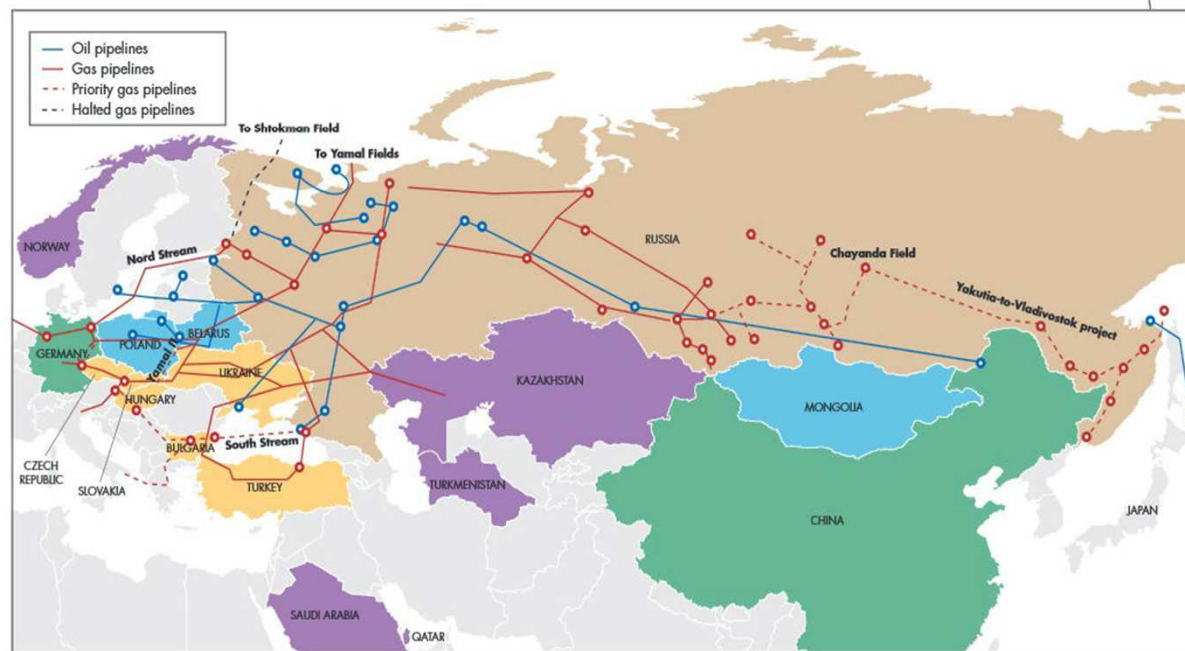 Oil pipelines
Gas pipelines
Priority gas pipelines
Halted gas pipelines
To Shtokman Field
To Yamal Fields
NORWAY
Nord Stream
RUSSIA
Chayanda Field
Yakutia-to-Vladivostok project
GERMANY
POLAND
BELARUS
Yamal II
UKRAINE
KAZAKHSTAN
HUNGARY
MONGOLIA
BULGARIA
South Stream
CZECH
REPUBLIC
SLOVAKIA
TURKEY
TURKMENISTAN
CHINA
JAPAN
SAUDI ARABIA
QATAR